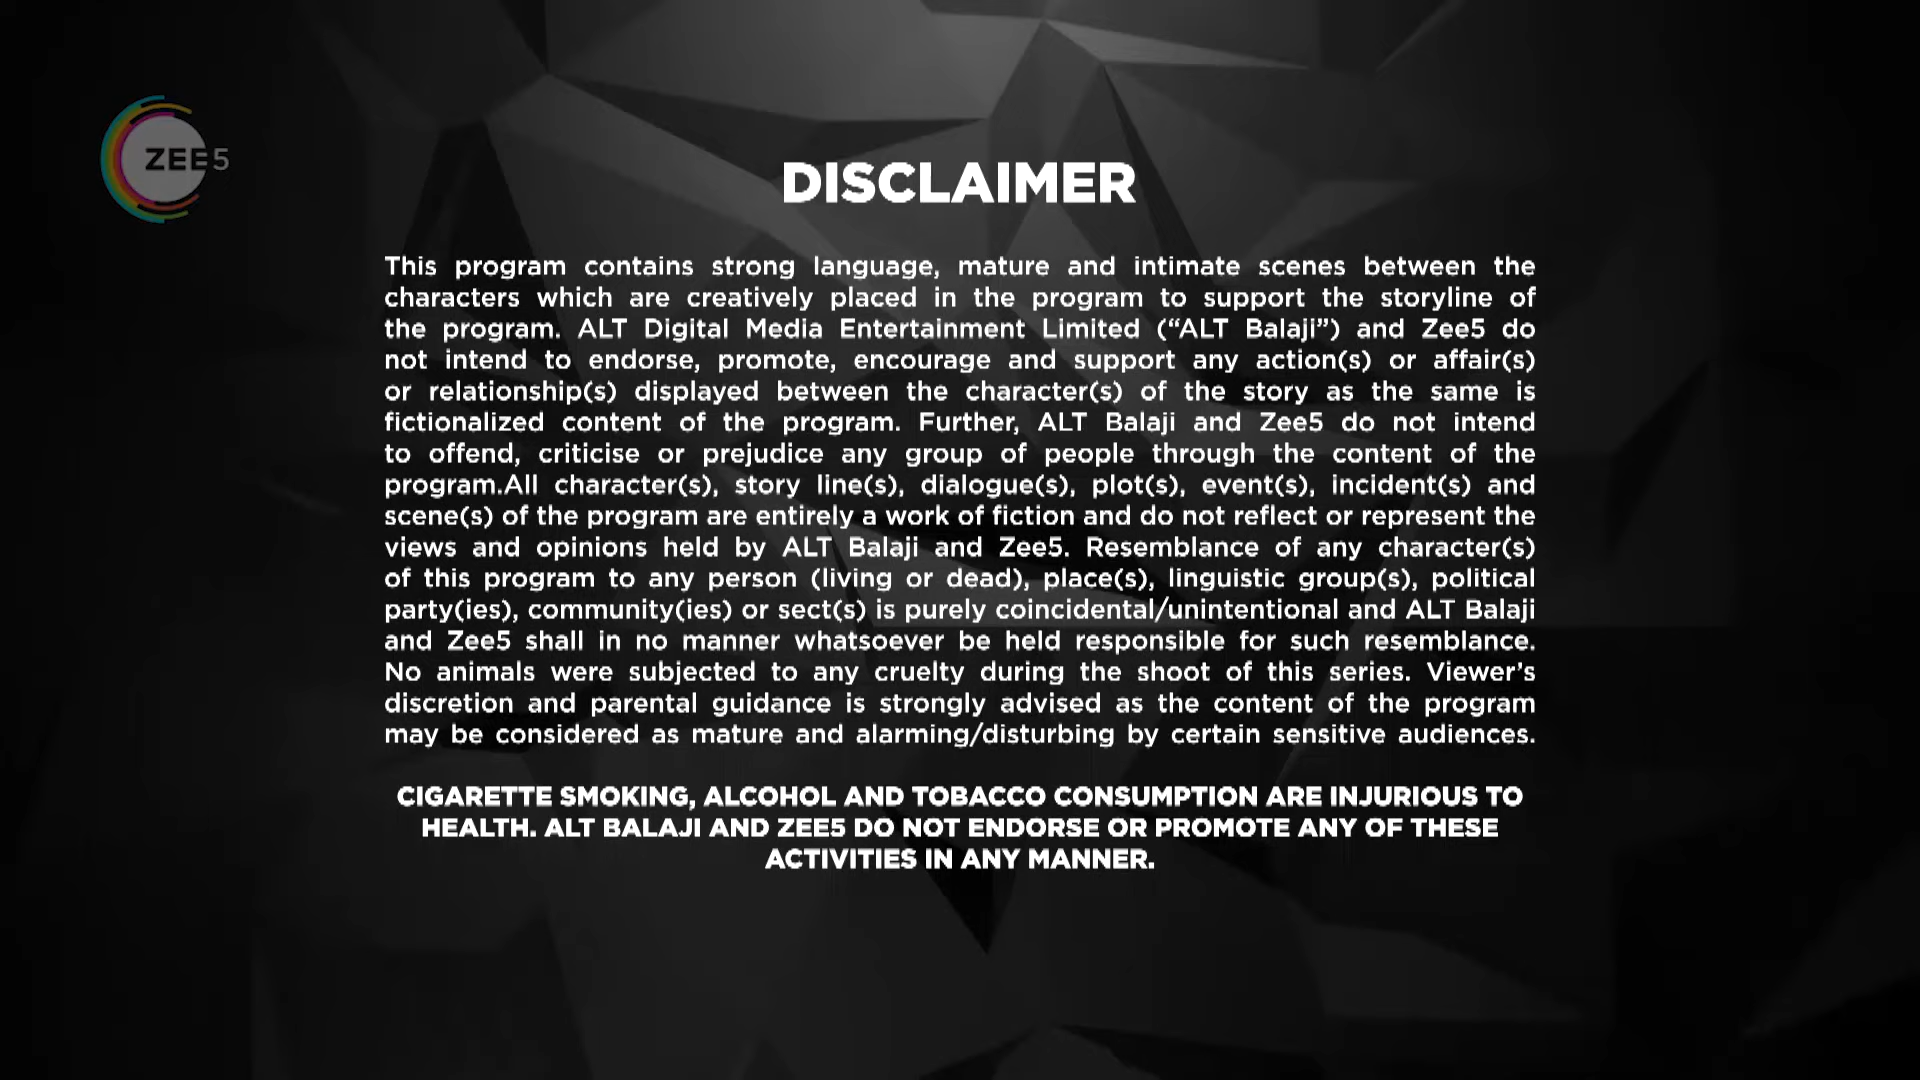 ZEE5
DISCLAIMER
This program contains strong language, mature and intimate scenes between the
characters which are creatively placed in the program to support the storyline of
the program. ALT Digital Media Entertainment Limited (“ALT Balaji”) and Zee5 do
not intend to endorse, promote, encourage and support any action(s) or affair(s)
or relationship(s) displayed between the character(s) of the story as the same is
fictionalized content of the program. Further, ALT Balaji and Zee5 do not intend
to offend, criticise or prejudice any group of people through the content of the
program.All character(s), story line(s), dialogue(s), plot(s), event(s), incident(s) and
scene(s) of the program are entirely a work of fiction and do not reflect or represent the
views and opinions held by ALT Balaji and Zee5. Resemblance of any character(s)
of this program to any person (living or dead), place(s), linguistic group(s), political
party(ies), community(ies) or sect(s) is purely coincidental/unintentional and ALT Balaji
and Zee5 shall in no manner whatsoever be held responsible for such resemblance.
No animals were subjected to any cruelty during the shoot of this series. Viewer’s
discretion and parental guidance is strongly advised as the content of the program
may be considered as mature and alarming/disturbing by certain sensitive audiences.
CIGARETTE SMOKING, ALCOHOL AND TOBACCO CONSUMPTION ARE INJURIOUS TO
HEALTH. ALT BALAJI AND ZEE5 DO NOT ENDORSE OR PROMOTE ANY OF THESE
ACTIVITIES IN ANY MANNER.